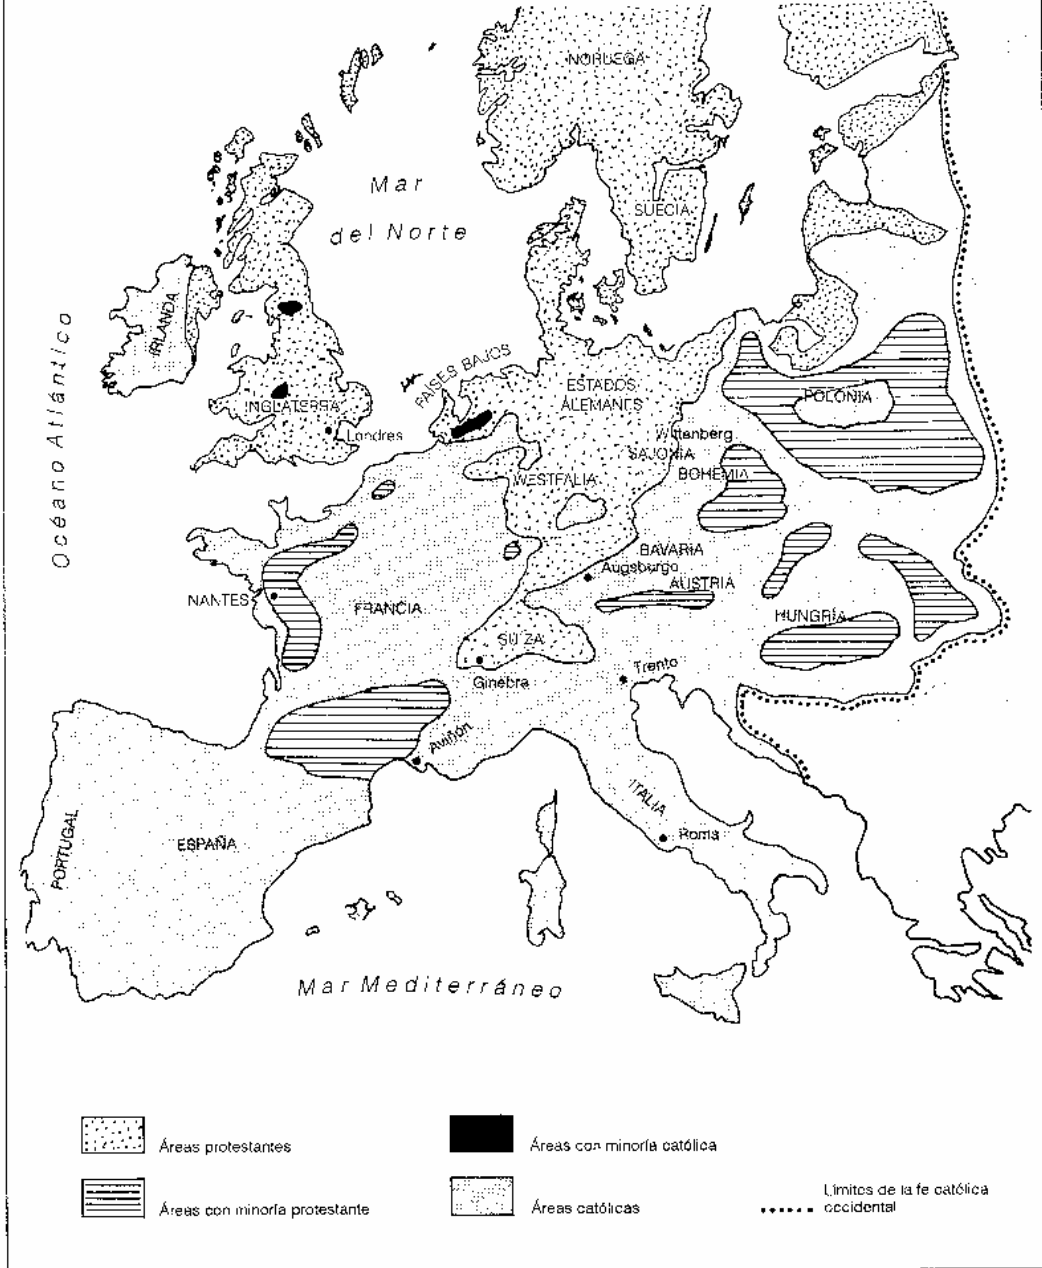 NORUEGA
Mar
del Norte
SUECIA
IRLANDA
Océano Atlántico
PAISES BAJOS
ESTADOS
ALEMANES
POLONIA
INGLATERRA
Londres
Wittenberg
SAJONIA
BOHEMIA
WESTFALIA
BAVARIA
Augsburgo
AUSTRIA
NANTES
FRANCIA
HUNGRÍA
SUIZA
Trento
Ginebra
Aviñón
ITALIA
PORTUGAL
ESPAÑA
Roma
Mar Mediterráneo
Áreas protestantes
Áreas con minoría católica
Áreas con minoría protestante
Áreas católicas
Límites de la fe católica
occidental